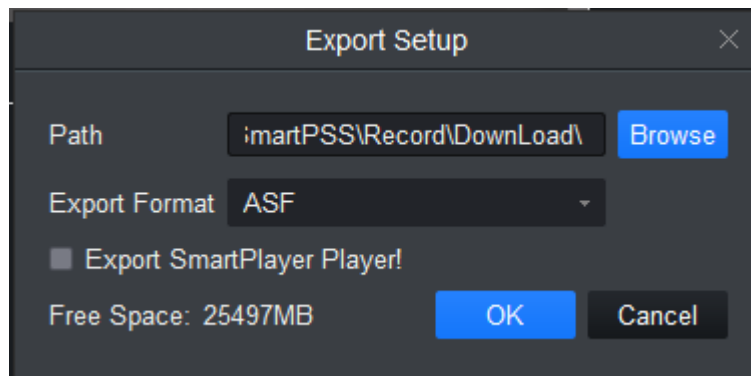 Export Setup
Path martPSS\Record\DownLoad\ Browse
Export Format ASF
Export SmartPlayer Player!
Free Space: 25497MB OK Cancel